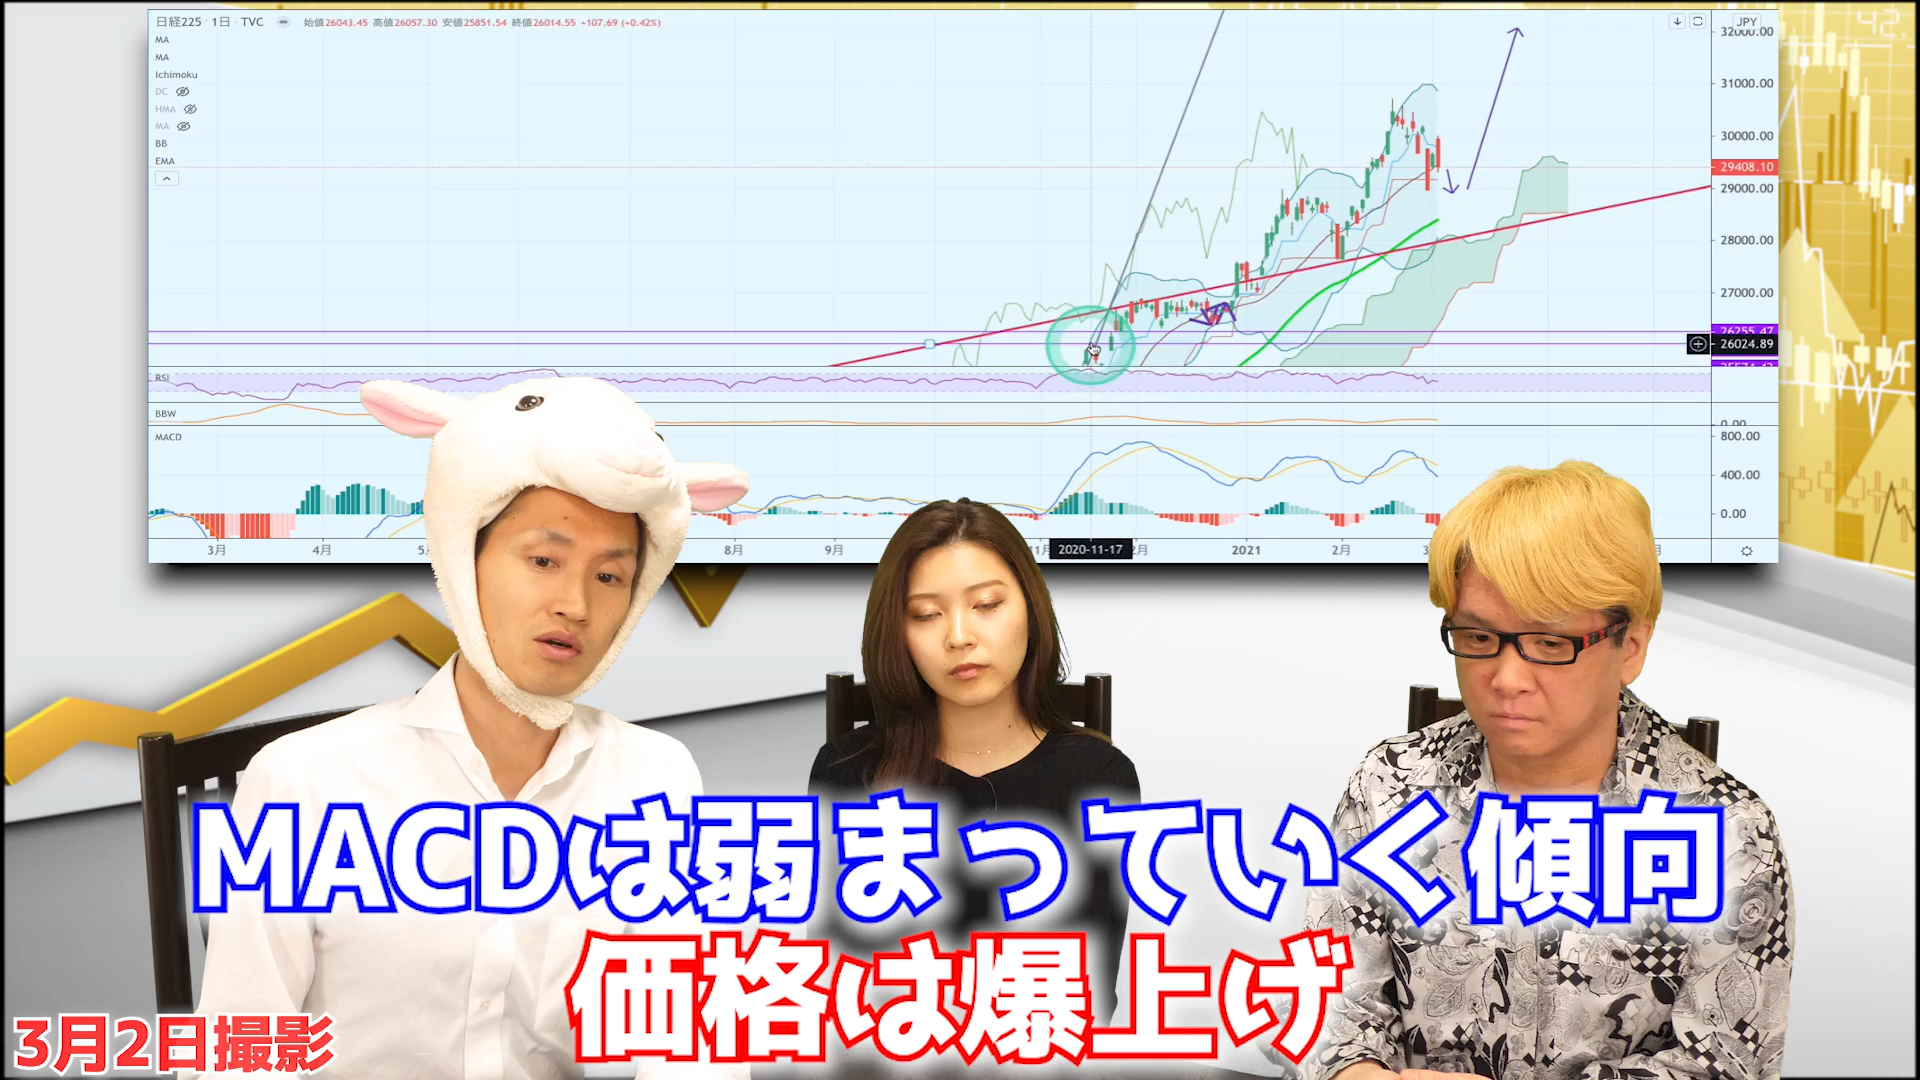 日経225・1日・TVC 始値26043.45 高値26057.30 安値25851.54 終値26014.55 +107.69 (+0.42%)
MA
MA
Ichimoku
DC
HMA
MA
BB
EMA
JPY
32000.00
31000.00
30000.00
29408.10
29000.00
28000.00
27000.00
26255.47
26024.89
RSI
BBW
0.00
MACD
800.00
400.00
0.00
3月 4月 8月 9月 2020-11-17 2021 2月
MACDは弱まっていく傾向
価格は爆上げ
3月2日撮影